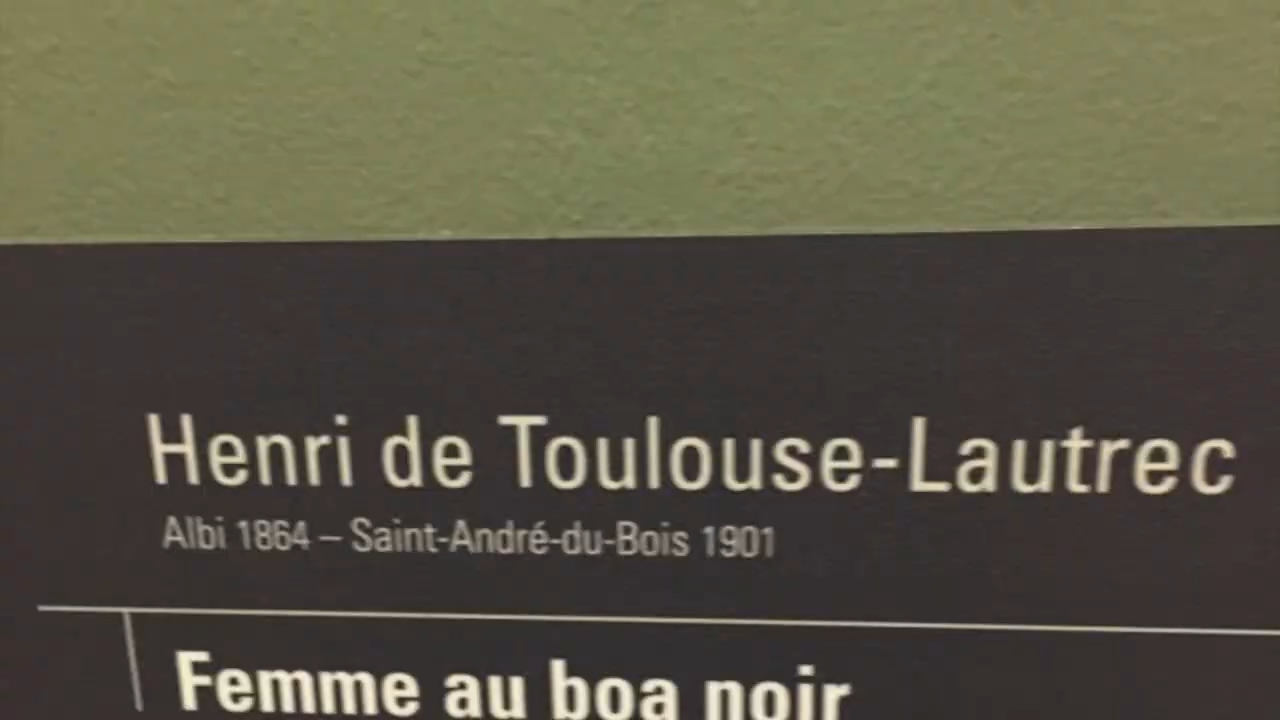 Henri de Toulouse-Lautrec
Albi 1864 – Saint-André-du-Bois 1901
Femme au boa noir